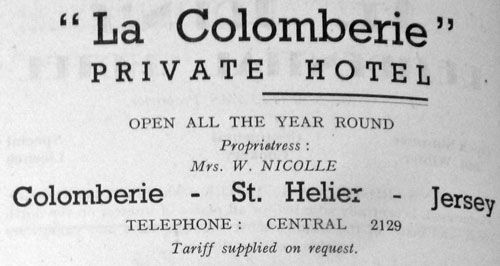 "La Colomberie"
PRIVATE HOTEL
OPEN ALL THE YEAR ROUND
Proprietress :
Mrs. W. NICOLLE
Colomberie - St. Helier - Jersey
TELEPHONE : CENTRAL 2129
Tariff supplied on request.